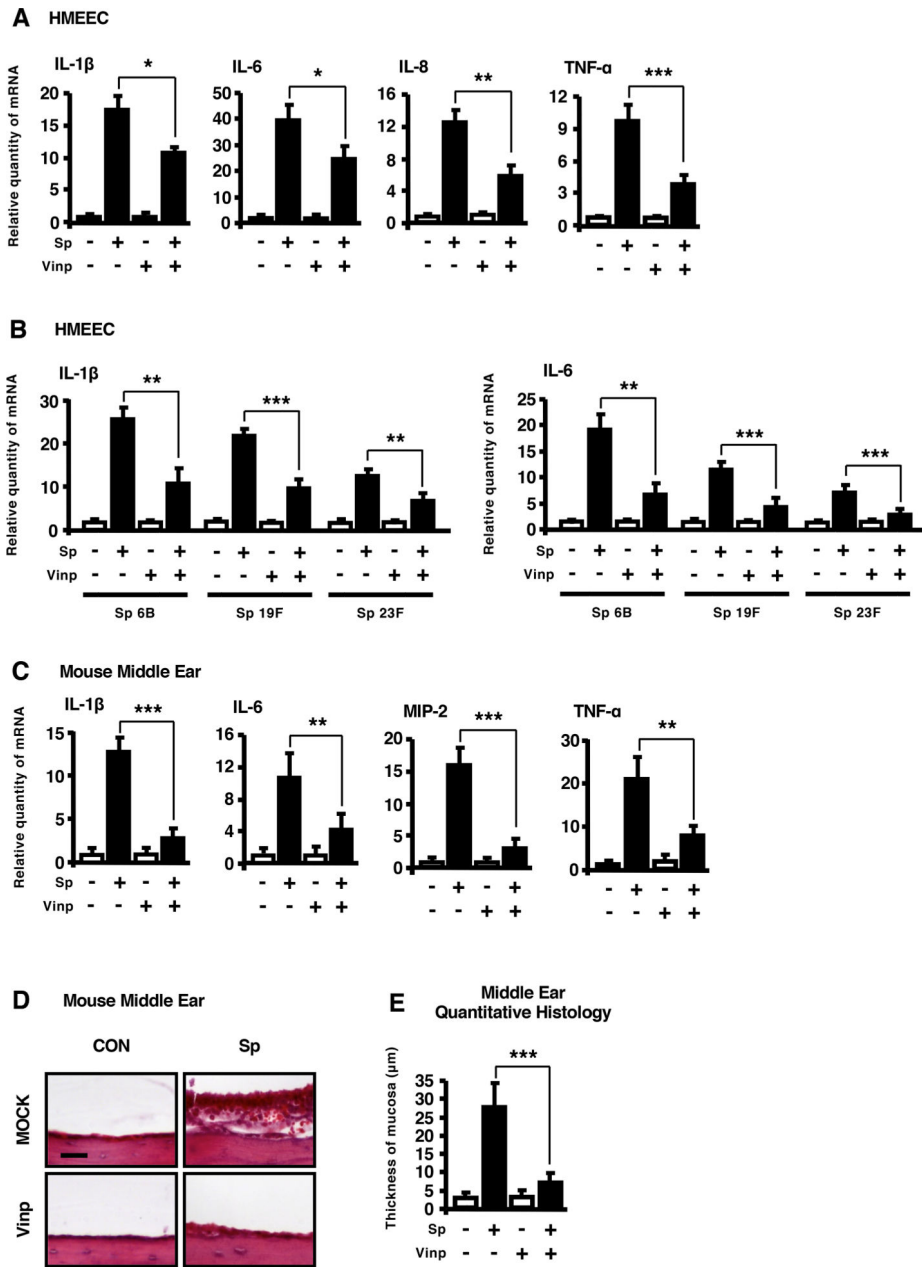 A HMEEC
IL-1β
IL-6
IL-8
TNF-α
Relative quantity of mRNA
20
15
10
5
0
50
40
30
20
10
0
16
12
8
4
0
12
9
6
3
0
*
*
**
***
Sp - + - + - + - + - + - + - + - +
Vinp - - + + - - + + - - + + - - + +
B HMEEC
IL-1β
IL-6
Relative quantity of mRNA
30
20
10
0
Relative quantity of mRNA
25
20
15
10
5
0
**
***
**
**
***
***
Sp - + - + - + - + - + - +
Vinp - - + + - - + + - - + +
Sp 6B Sp 19F Sp 23F
Sp - + - + - + - + - + - +
Vinp - - + + - - + + - - + +
Sp 6B Sp 19F Sp 23F
C Mouse Middle Ear
IL-1β
IL-6
MIP-2
TNF-α
Relative quantity of mRNA
15
10
5
0
16
12
8
4
0
20
15
10
5
0
30
20
10
0
***
**
***
**
Sp - + - + - + - + - + - + - + - +
Vinp - - + + - - + + - - + + - - + +
D Mouse Middle Ear
CON Sp
MOCK
Vinp
E Middle Ear
Quantitative Histology
Thickness of mucosa (µm)
35
30
25
20
15
10
5
0
***
Sp - + - +
Vinp - - + +